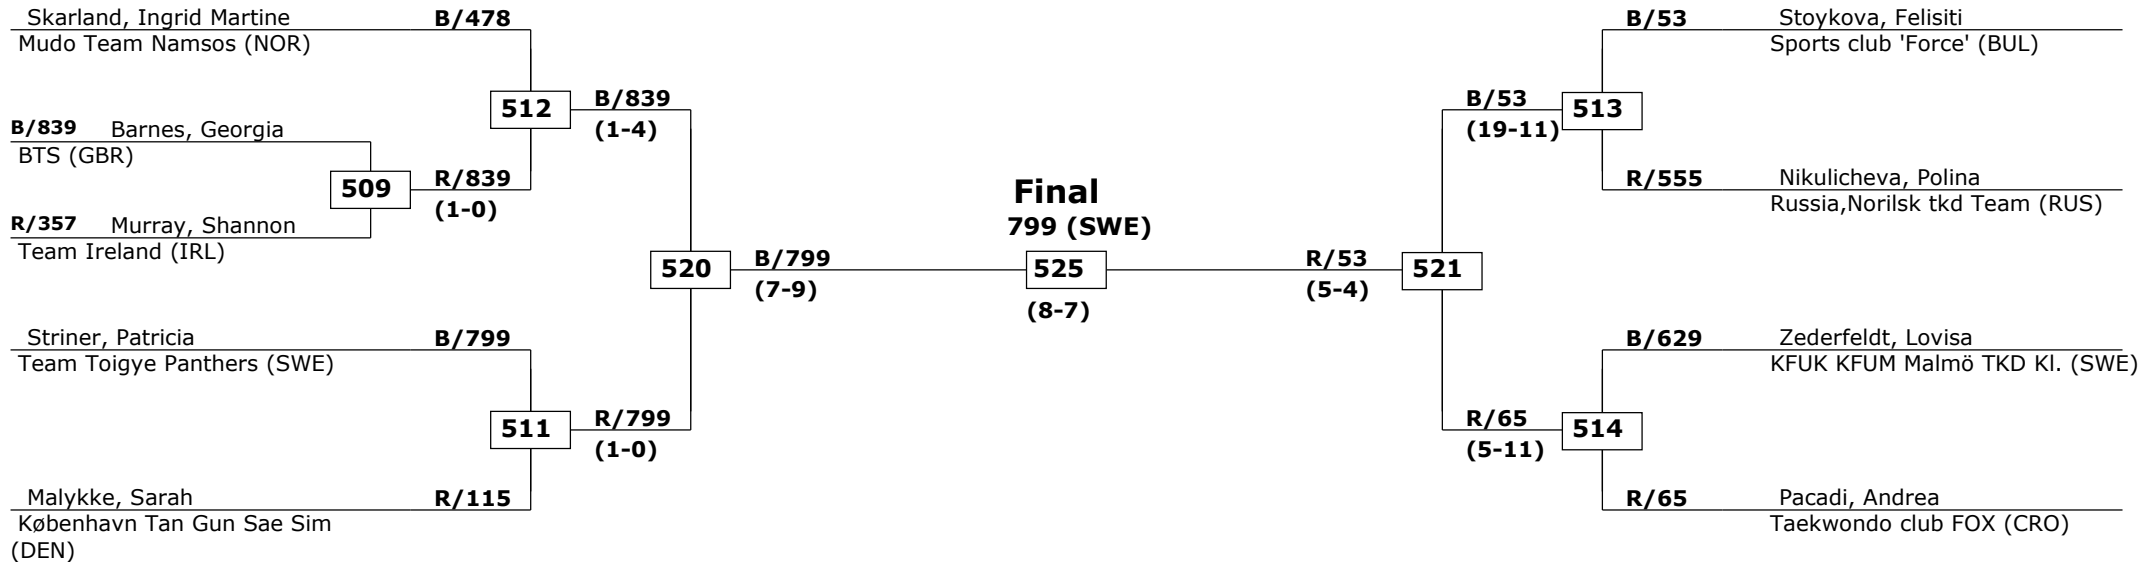 Skarland, Ingrid Martine B/478
Mudo Team Namsos (NOR)
512
B/839
(1-4)
B/839 Barnes, Georgia
BTS (GBR)
509
R/839
(1-0)
R/357 Murray, Shannon
Team Ireland (IRL)
520
B/799
(7-9)
Striner, Patricia B/799
Team Toigye Panthers (SWE)
511
R/799
(1-0)
Malykke, Sarah R/115
København Tan Gun Sae Sim
(DEN)
Final
799 (SWE)
525
(8-7)
B/53 Stoykova, Felisiti
Sports club 'Force' (BUL)
B/53
(19-11)
513
R/555 Nikulicheva, Polina
Russia,Norilsk tkd Team (RUS)
R/53
(5-4)
521
B/629 Zederfeldt, Lovisa
KFUK KFUM Malmö TKD Kl. (SWE)
R/65
(5-11)
514
R/65 Pacadi, Andrea
Taekwondo club FOX (CRO)